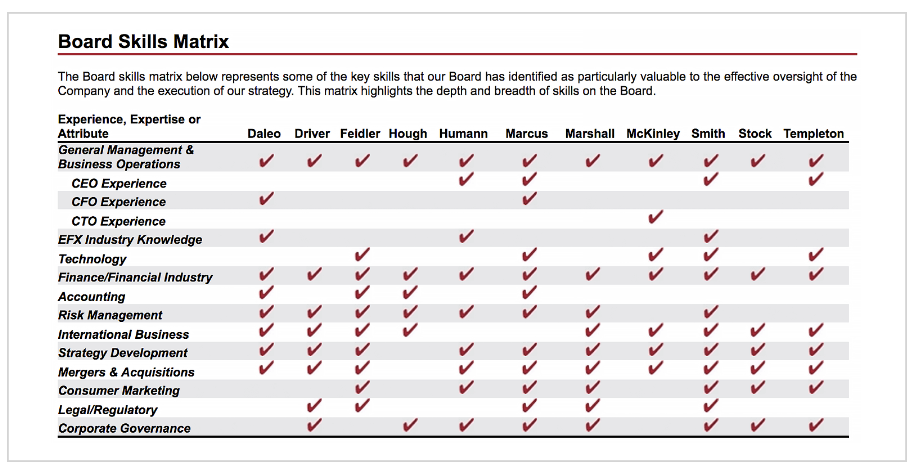 Board Skills Matrix
The Board skills matrix below represents some of the key skills that our Board has identified as particularly valuable to the effective oversight of the
Company and the execution of our strategy. This matrix highlights the depth and breadth of skills on the Board.
Experience, Expertise or
Attribute Daleo Driver Feidler Hough Humann Marcus Marshall McKinley Smith Stock Templeton
General Management &
Business Operations ✓ ✓ ✓ ✓ ✓ ✓ ✓ ✓ ✓ ✓ ✓
CEO Experience ✓ ✓ ✓ ✓
CFO Experience ✓ ✓
CTO Experience ✓
EFX Industry Knowledge ✓ ✓ ✓
Technology ✓ ✓ ✓ ✓ ✓
Finance/Financial Industry ✓ ✓ ✓ ✓ ✓ ✓ ✓ ✓ ✓ ✓ ✓
Accounting ✓ ✓ ✓ ✓
Risk Management ✓ ✓ ✓ ✓ ✓ ✓ ✓ ✓
International Business ✓ ✓ ✓ ✓ ✓ ✓ ✓ ✓ ✓
Strategy Development ✓ ✓ ✓ ✓ ✓ ✓ ✓ ✓ ✓ ✓
Mergers & Acquisitions ✓ ✓ ✓ ✓ ✓ ✓ ✓ ✓ ✓ ✓
Consumer Marketing ✓ ✓ ✓ ✓ ✓ ✓ ✓
Legal/Regulatory ✓ ✓ ✓ ✓ ✓
Corporate Governance ✓ ✓ ✓ ✓ ✓ ✓ ✓ ✓